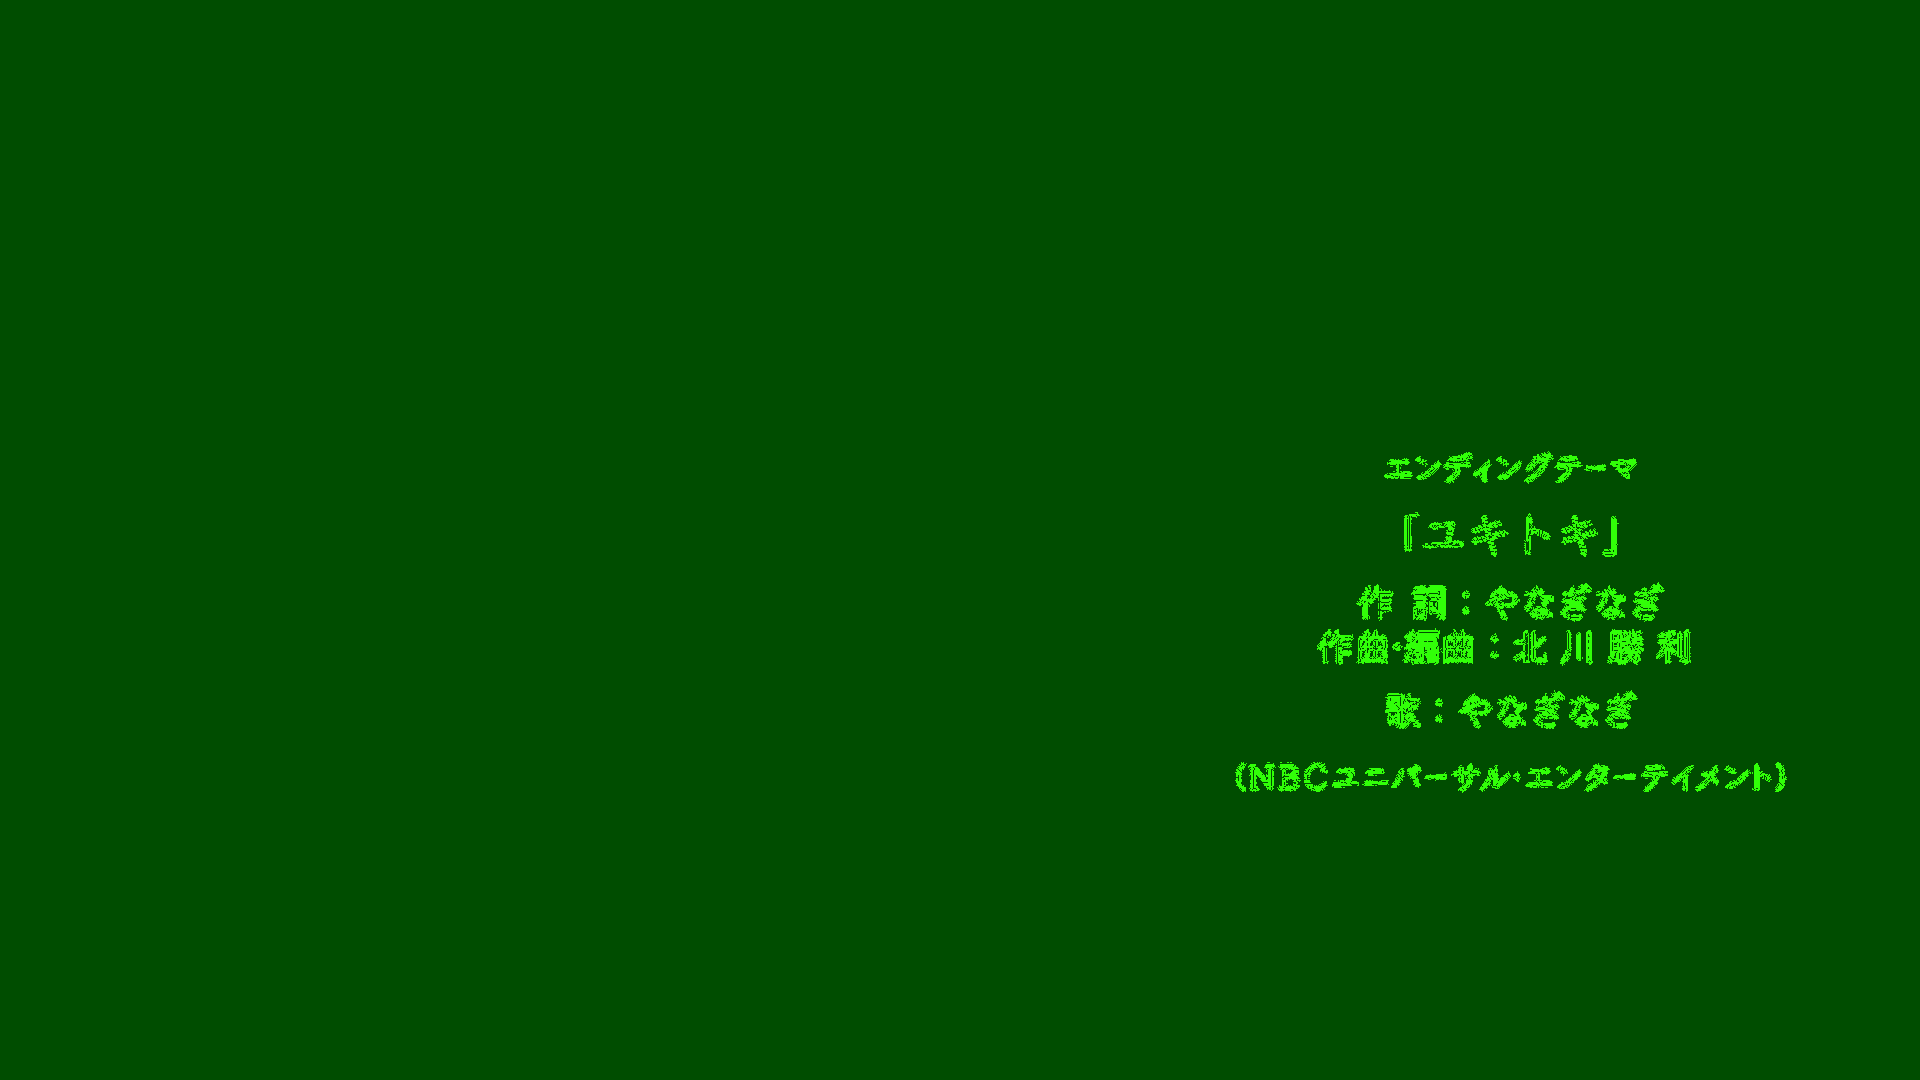 エンディングテーマ
「ユキトキ」
作 詞：やなぎなぎ
作曲・編曲：北川勝利
歌：やなぎなぎ
(NBCユニバーサル・エンターテイメント)